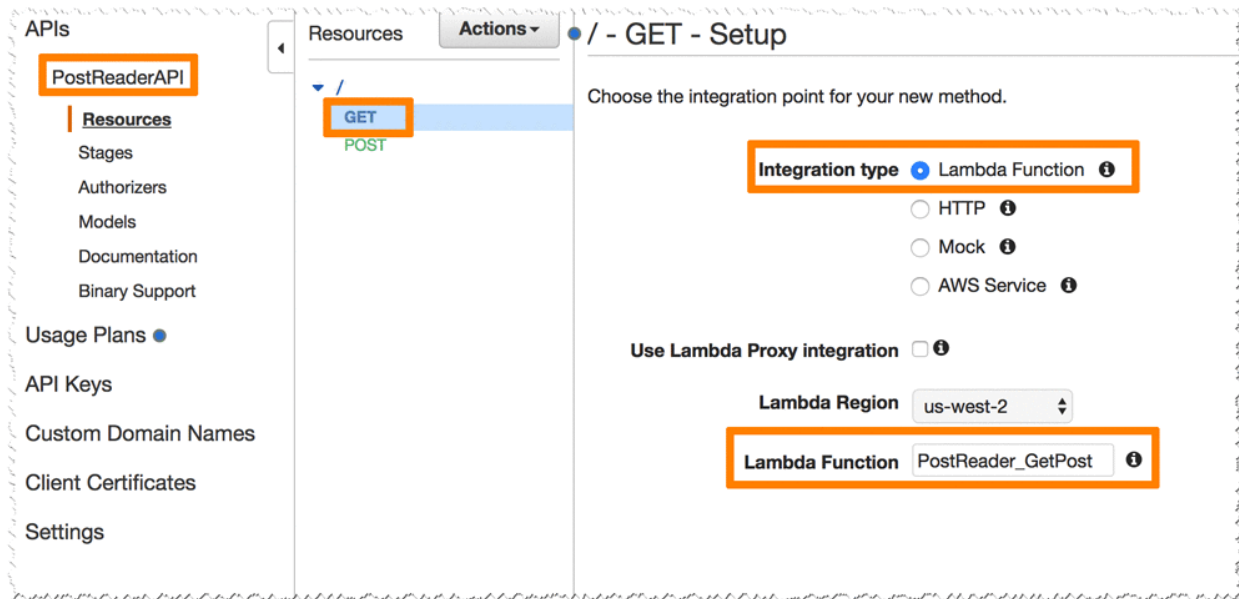 APIs
PostReaderAPI
Resources
Stages
Authorizers
Models
Documentation
Binary Support
Usage Plans
API Keys
Custom Domain Names
Client Certificates
Settings
Resources
Actions
/
GET
POST
/ - GET - Setup
Choose the integration point for your new method.
Integration type Lambda Function
HTTP
Mock
AWS Service
Use Lambda Proxy integration
Lambda Region us-west-2
Lambda Function PostReader_GetPost